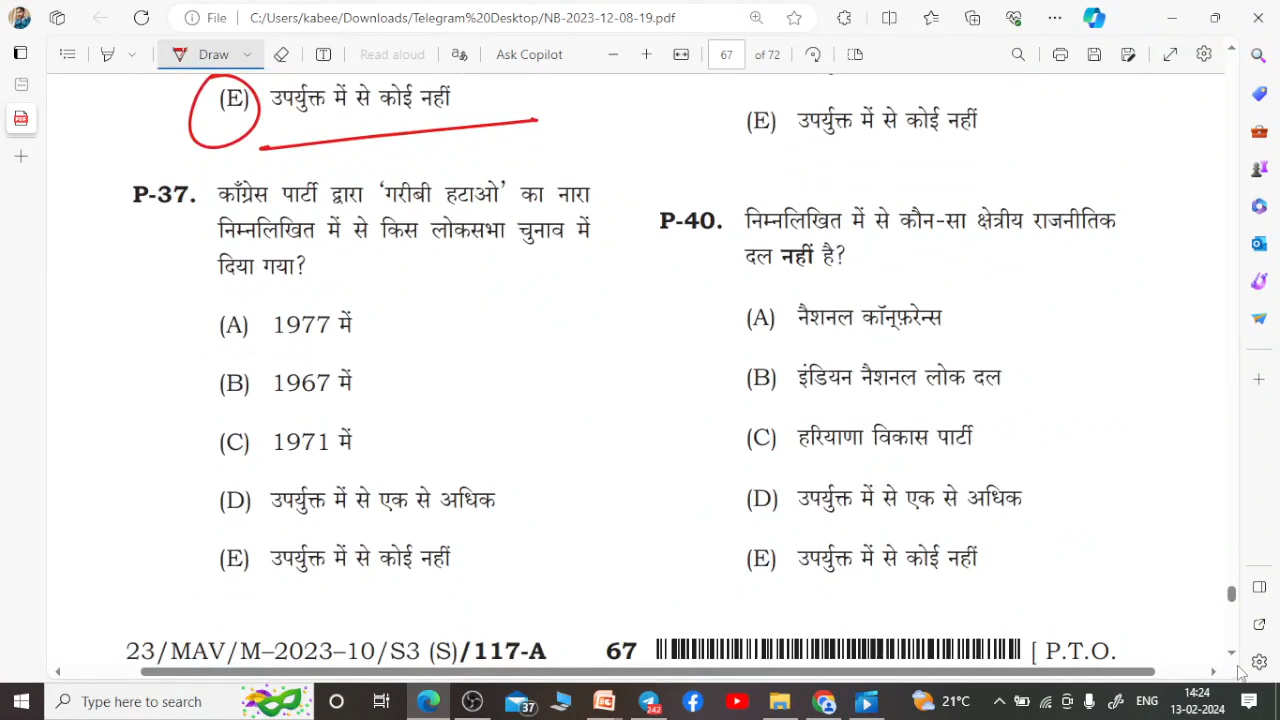 File
C:/Users/kabee/Downloads/Telegram%20Desktop/NB-2023-12-08-19.pdf
Draw
Read aloud
Ask Copilot
67
of 72
(E) उपर्युक्त में से कोई नहीं
P-37. काँग्रेस पार्टी द्वारा ‘गरीबी हटाओ’ का नारा
निम्नलिखित में से किस लोकसभा चुनाव में
दिया गया?
(A) 1977 में
(B) 1967 में
(C) 1971 में
(D) उपर्युक्त में से एक से अधिक
(E) उपर्युक्त में से कोई नहीं
(E) उपर्युक्त में से कोई नहीं
P-40. निम्नलिखित में से कौन-सा क्षेत्रीय राजनीतिक
दल नहीं है?
(A) नैशनल कॉन्फ़रेन्स
(B) इंडियन नैशनल लोक दल
(C) हरियाणा विकास पार्टी
(D) उपर्युक्त में से एक से अधिक
(E) उपर्युक्त में से कोई नहीं
23/MAV/M–2023–10/S3 (S)/117-A 67 [ P.T.O.
Type here to search
37
242
21°C
ENG
14:24
13-02-2024